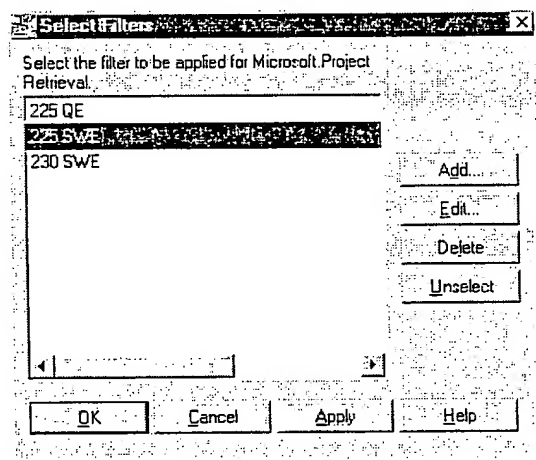 Select Filters
Select the filter to be applied for Microsoft Project
Retrieval.
225 QE
225 SWE
230 SWE
Add...
Edit...
Delete
Unselect
OK Cancel Apply Help